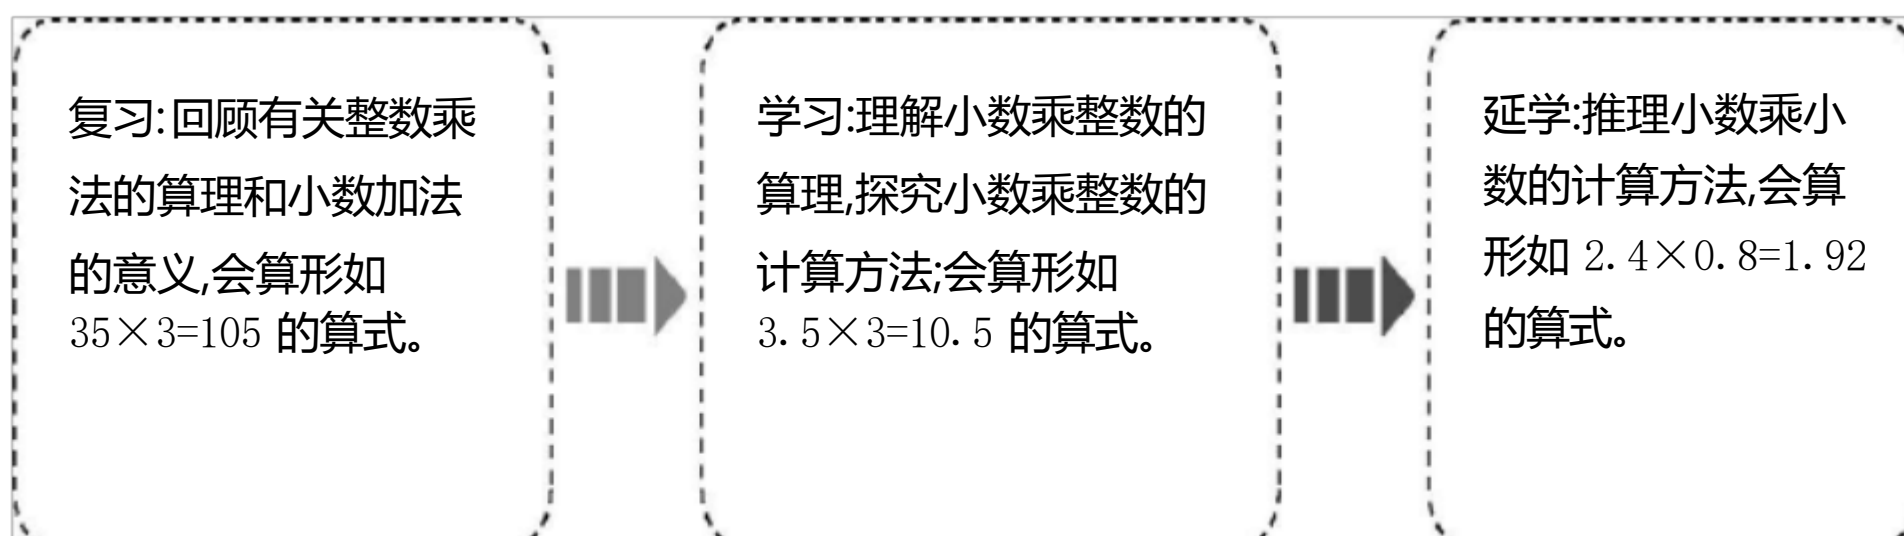 复习:回顾有关整数乘
法的算理和小数加法
的意义,会算形如
35×3=105 的算式。
学习:理解小数乘整数的
算理,探究小数乘整数的
计算方法;会算形如
3.5×3=10.5 的算式。
延学:推理小数乘小
数的计算方法,会算
形如 2.4×0.8=1.92
的算式。